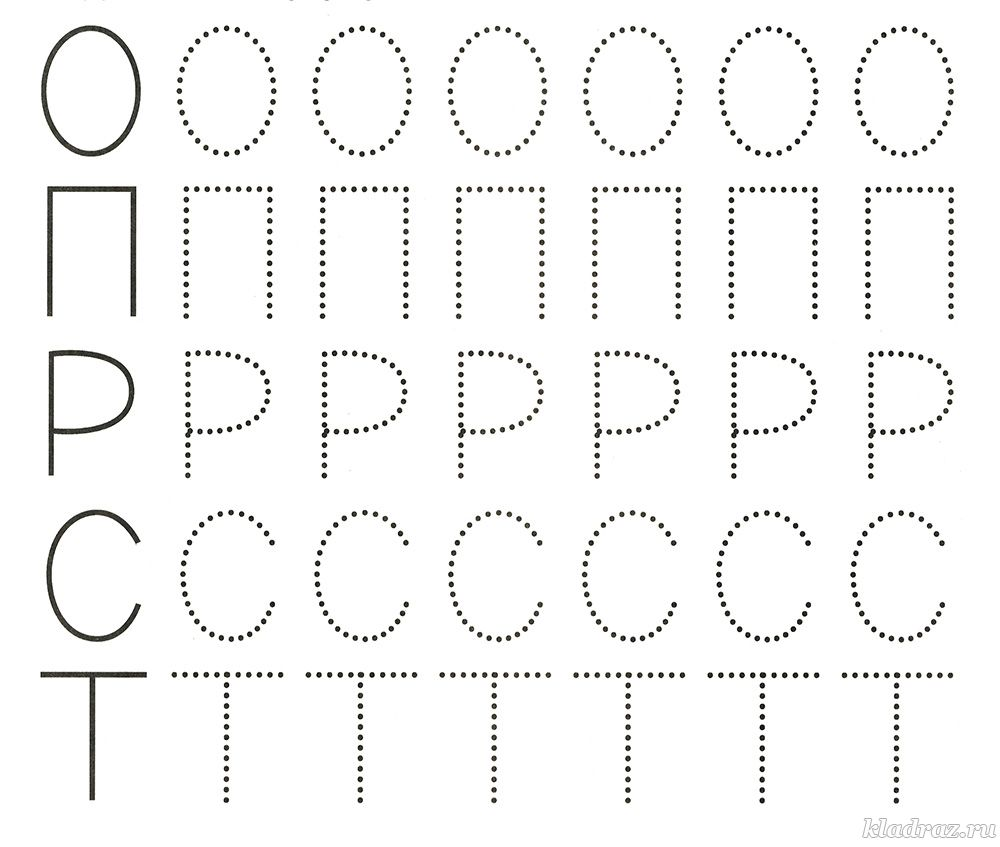 О О О О О О О
П П П П П П П
Р Р Р Р Р Р Р
С С С С С С С
Т Т Т Т Т Т Т
kladraz.ru